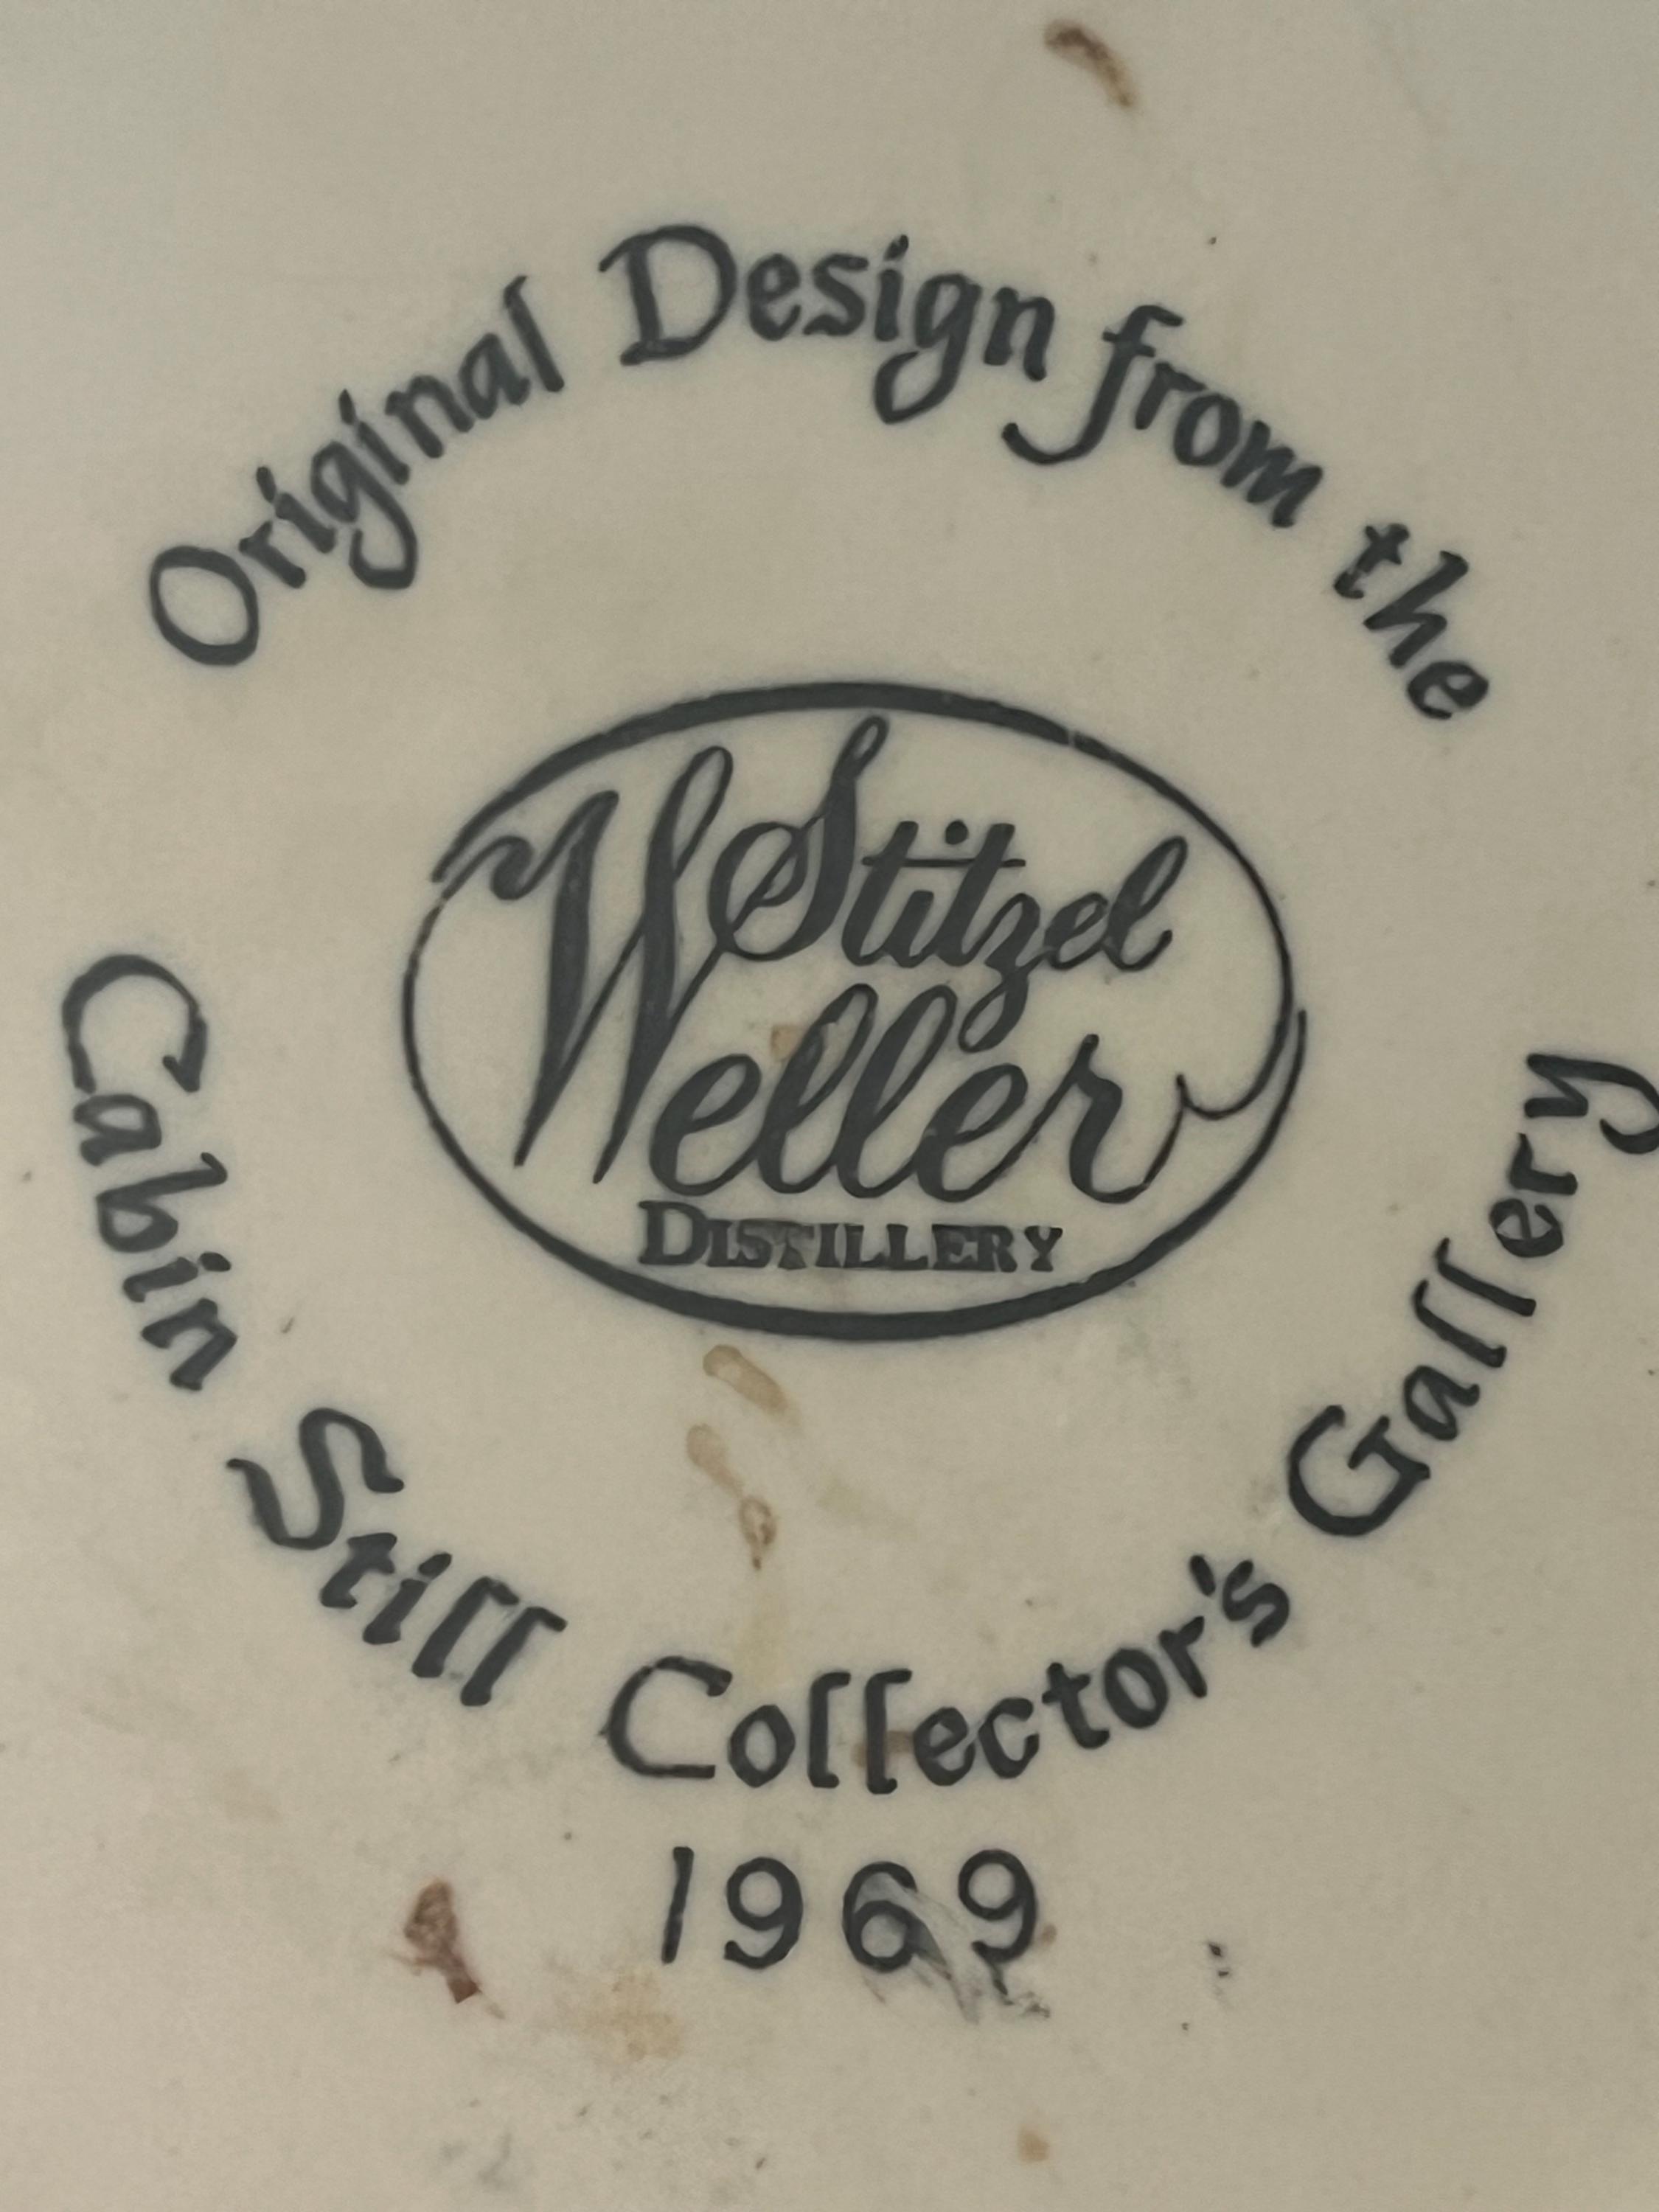 Original Design from the
Stitzel
Weller
DISTILLERY
Cabin Still Collector's Gallery
1969